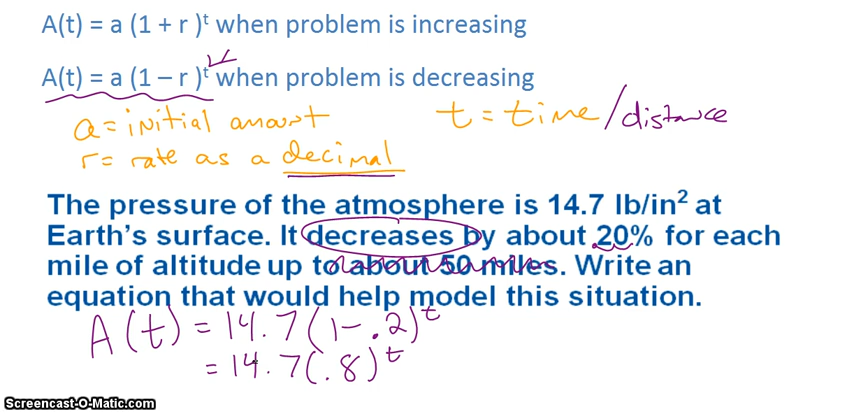 A(t) = a (1 + r )ᵗ when problem is increasing
A(t) = a (1 – r )ᵗ when problem is decreasing
a = initial amount
t = time/distance
r = rate as a decimal
The pressure of the atmosphere is 14.7 lb/in² at
Earth's surface. It decreases by about 20% for each
mile of altitude up to about 50 miles. Write an
equation that would help model this situation.
A(t) = 14.7(1-.2)ᵗ
= 14.7(.8)ᵗ
Screencast-O-Matic.com